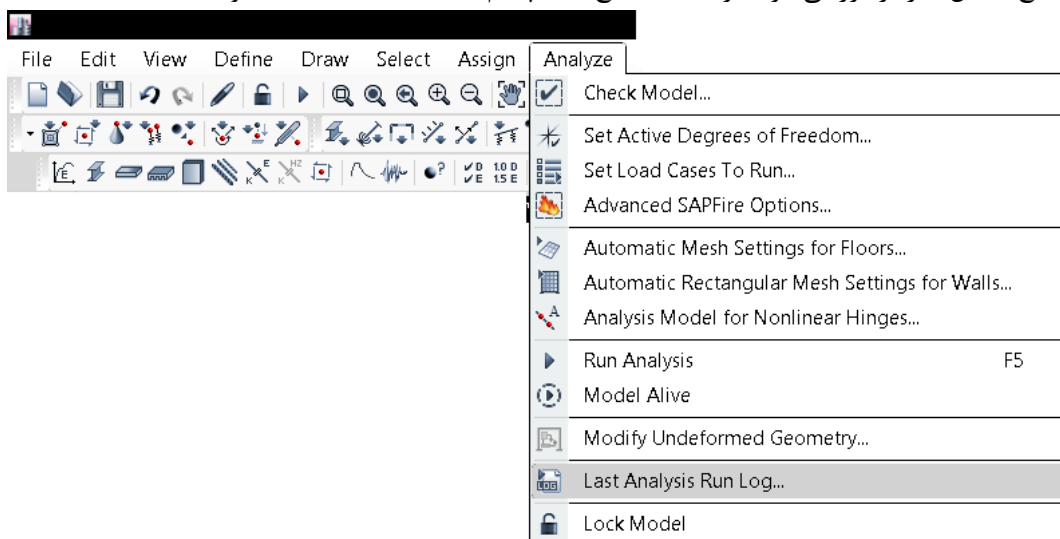 File Edit View Define Draw Select Assign Analyze
Check Model...
Set Active Degrees of Freedom...
Set Load Cases To Run...
Advanced SAPFire Options...
Automatic Mesh Settings for Floors...
Automatic Rectangular Mesh Settings for Walls...
Analysis Model for Nonlinear Hinges...
Run Analysis F5
Model Alive
Modify Undeformed Geometry...
Last Analysis Run Log...
Lock Model